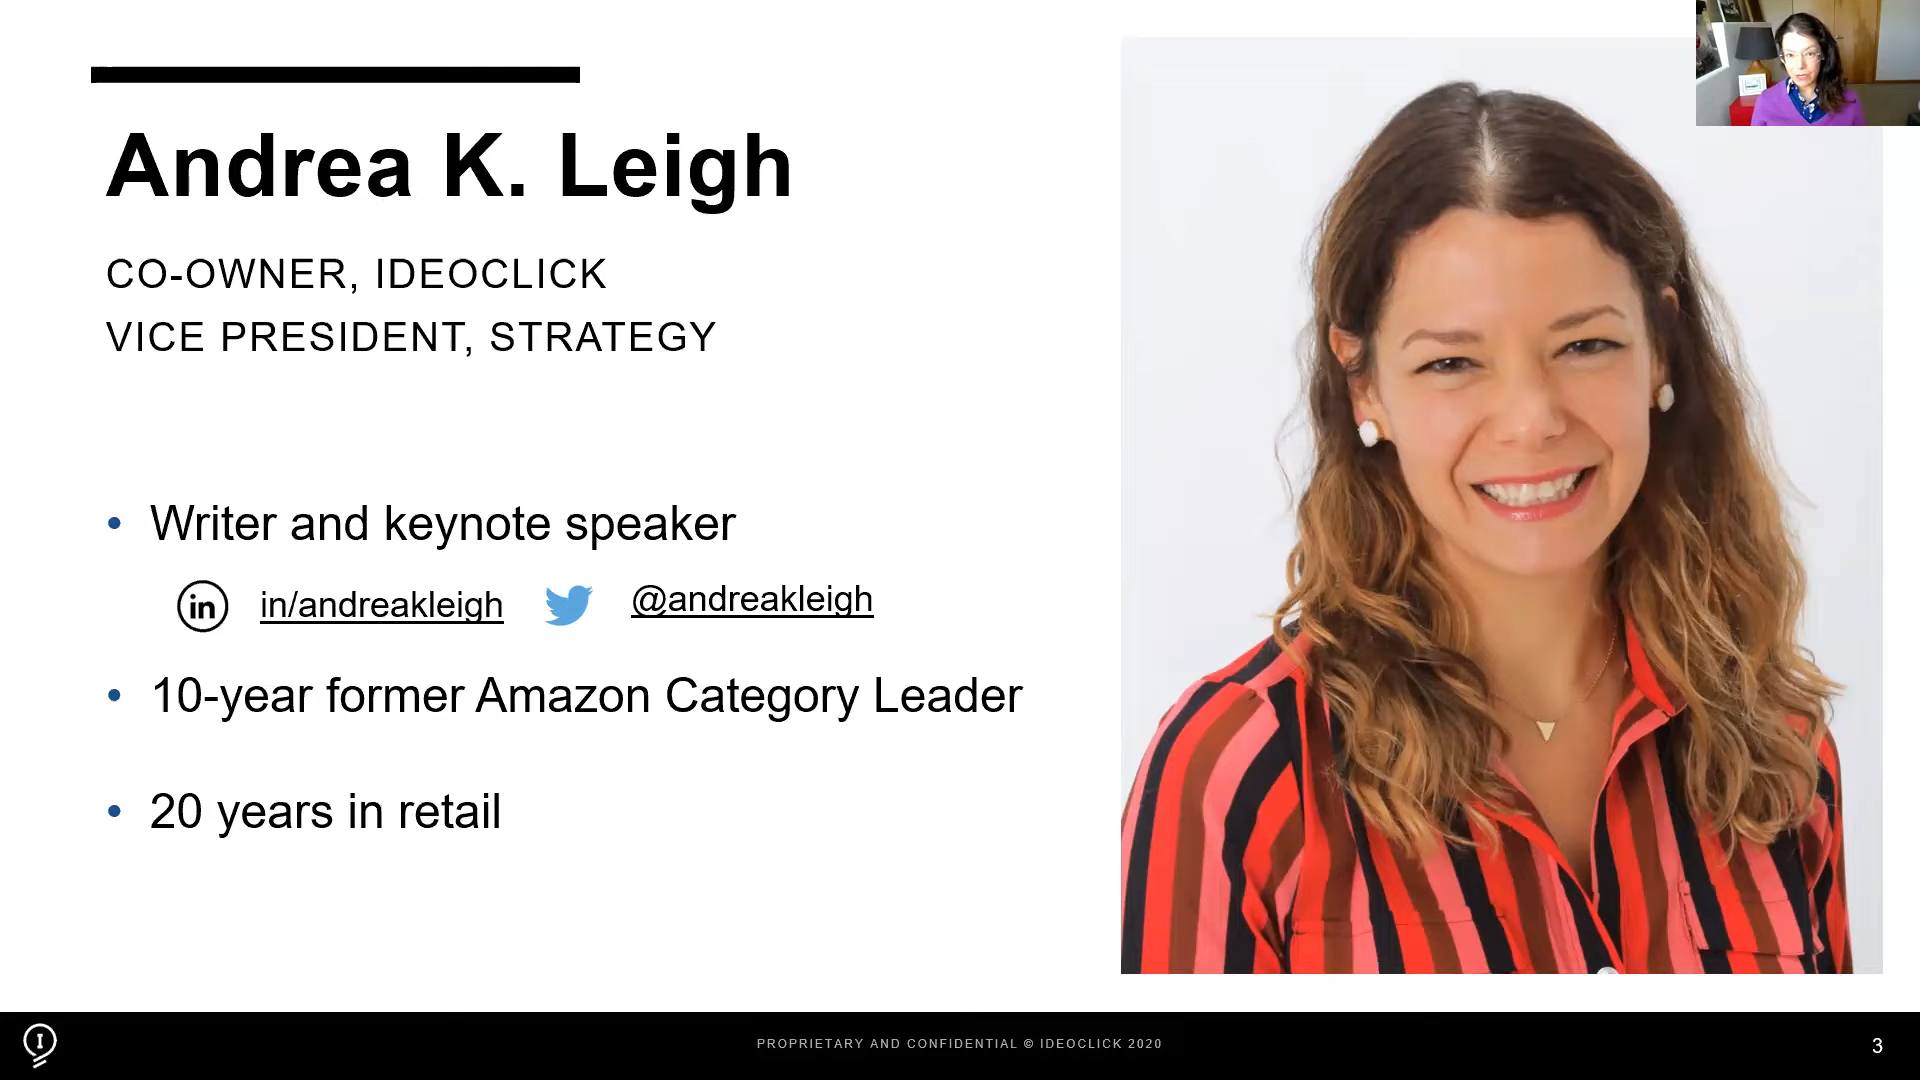 Andrea K. Leigh
CO-OWNER, IDEOCLICK
VICE PRESIDENT, STRATEGY
• Writer and keynote speaker
in in/andreakleigh @andreakleigh
• 10-year former Amazon Category Leader
• 20 years in retail
I
PROPRIETARY AND CONFIDENTIAL © IDEOCLICK 2020
3